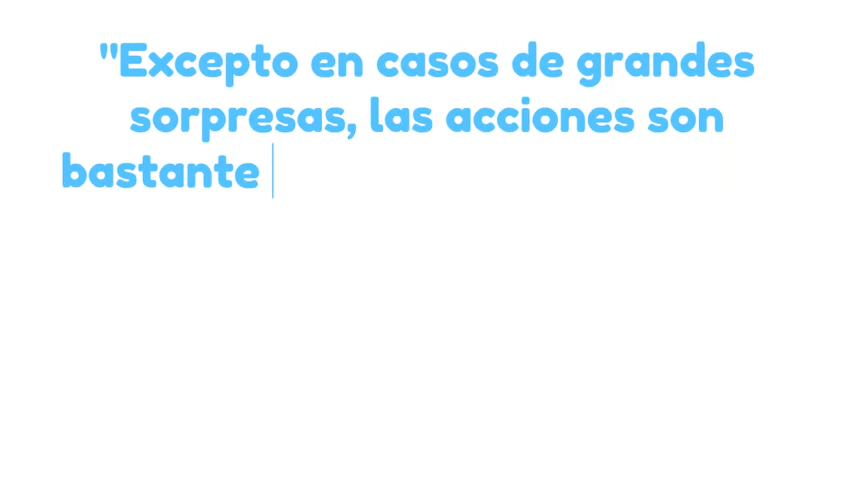 "Excepto en casos de grandes
sorpresas, las acciones son
bastante